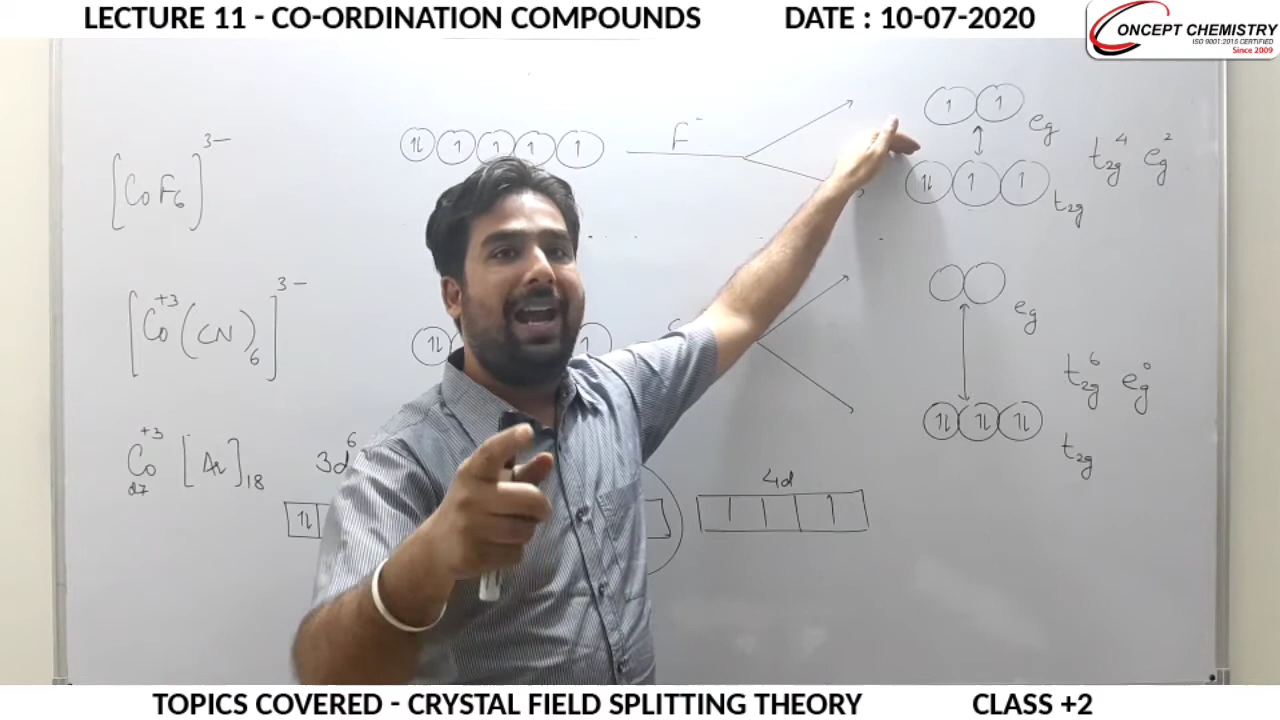 LECTURE 11 - CO-ORDINATION COMPOUNDS DATE : 10-07-2020
CONCEPT CHEMISTRY
ISO 9001:2015 CERTIFIED
Since 2009
[CoF6]3-
⇅ ↑ ↑ ↑ ↑
F-
↑ ↑ eg
⇅ ↑ ↑ t2g
t2g4 eg2
[Co+3(CN)6]3-
⇅
eg
t2g6 eg0
⇅ ⇅ ⇅ t2g
Co+3 27 [Ar]18 3d6
4d
TOPICS COVERED - CRYSTAL FIELD SPLITTING THEORY CLASS +2